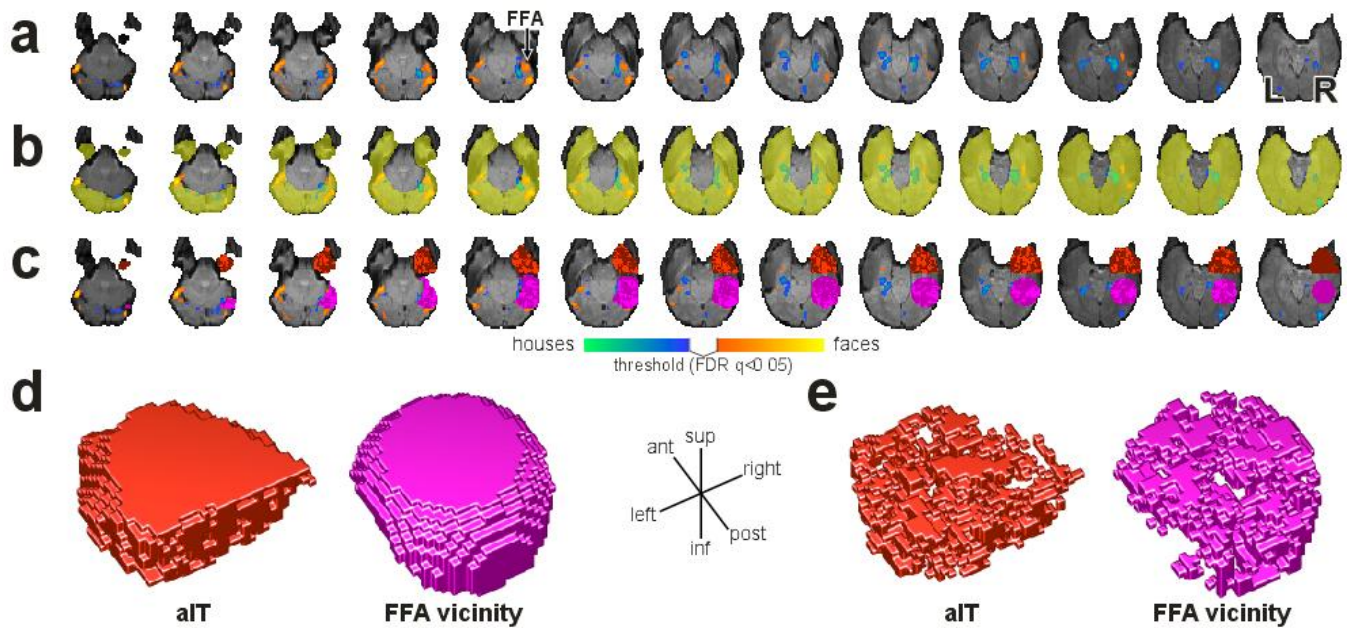 a
FFA
L R
b
c
houses faces
threshold (FDR q<0 05)
d
e
sup
ant
right
left
post
inf
aIT
FFA vicinity
aIT
FFA vicinity